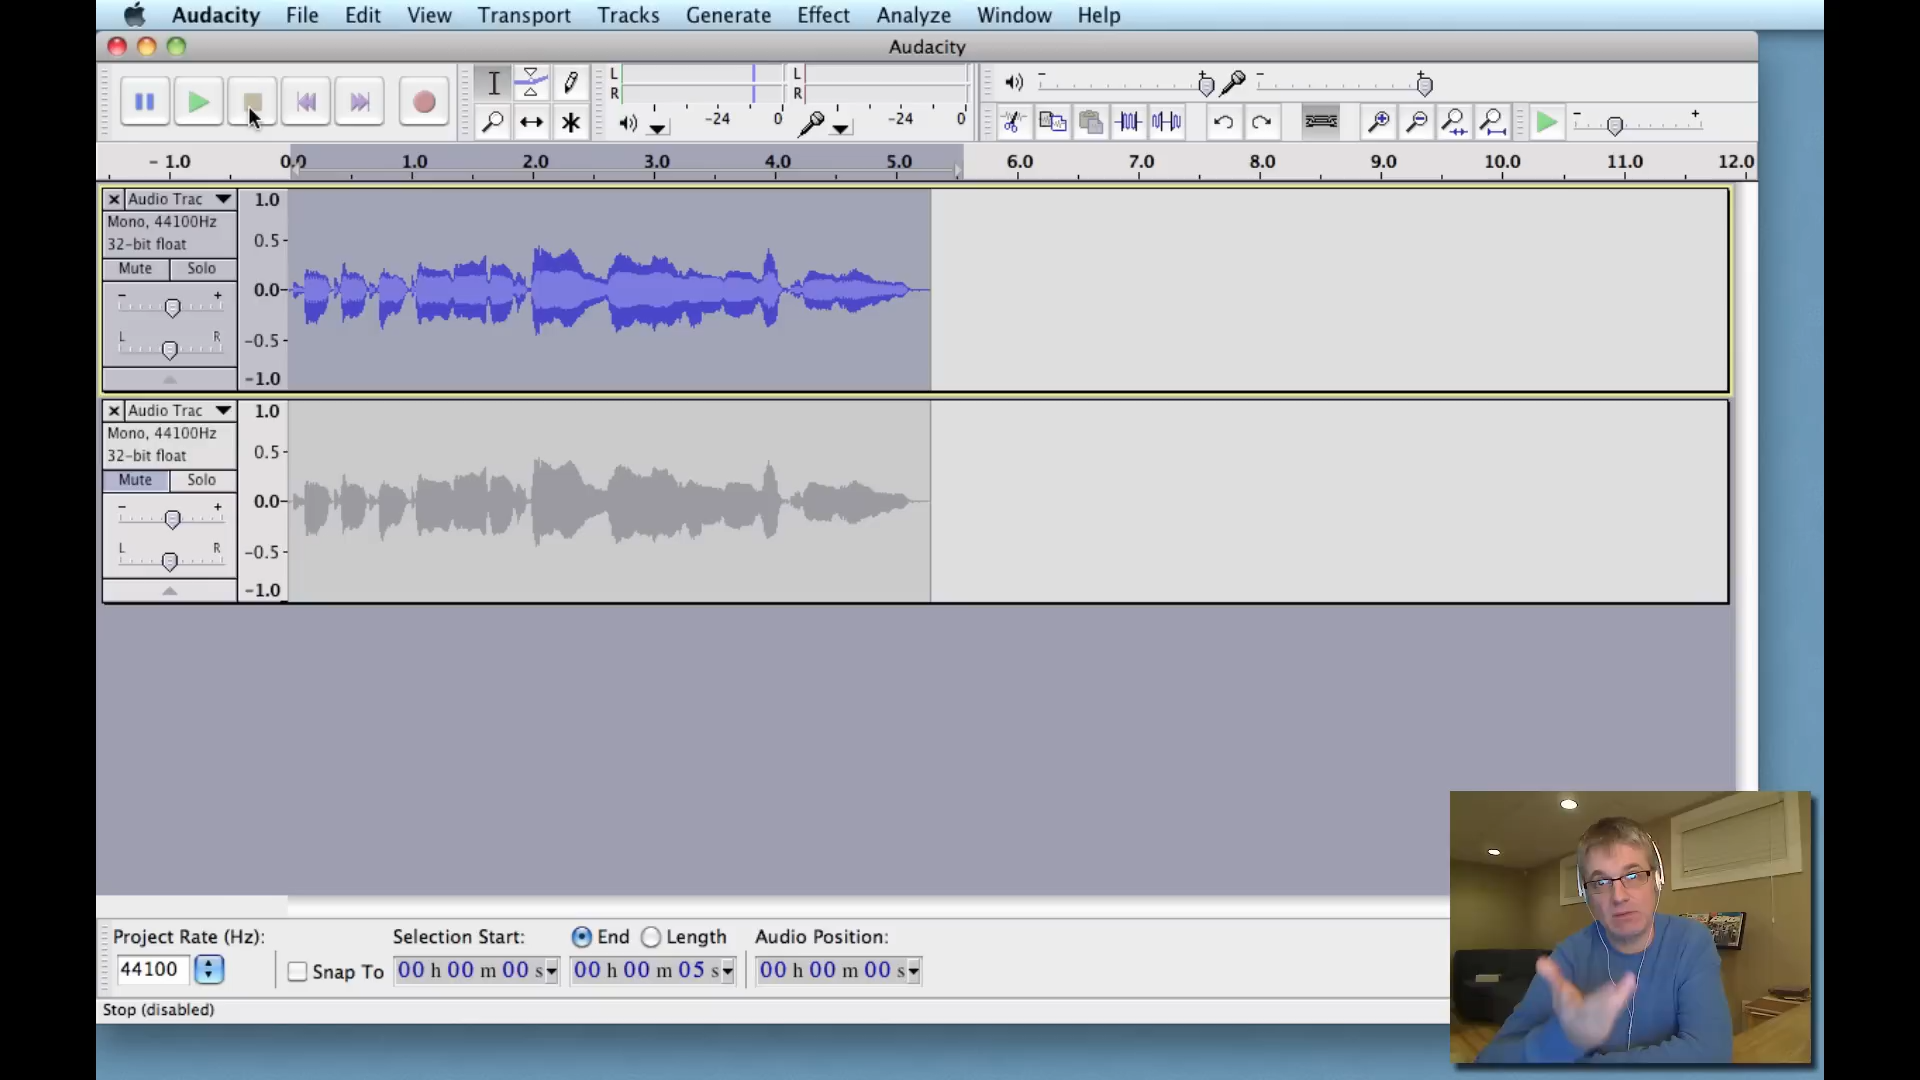 Audacity File Edit View Transport Tracks Generate Effect Analyze Window Help
Audacity
L L
R R
-24 0 -24 0
- 1.0 0.0 1.0 2.0 3.0 4.0 5.0 6.0 7.0 8.0 9.0 10.0 11.0 12.0
Audio Trac
Mono, 44100Hz
32-bit float
Mute Solo
- +
L R
1.0
0.5
0.0
-0.5
-1.0
Audio Trac
Mono, 44100Hz
32-bit float
Mute Solo
- +
L R
1.0
0.5
0.0
-0.5
-1.0
Project Rate (Hz): Selection Start: End Length Audio Position:
44100 Snap To 00 h 00 m 00 s 00 h 00 m 05 s 00 h 00 m 00 s
Stop (disabled)